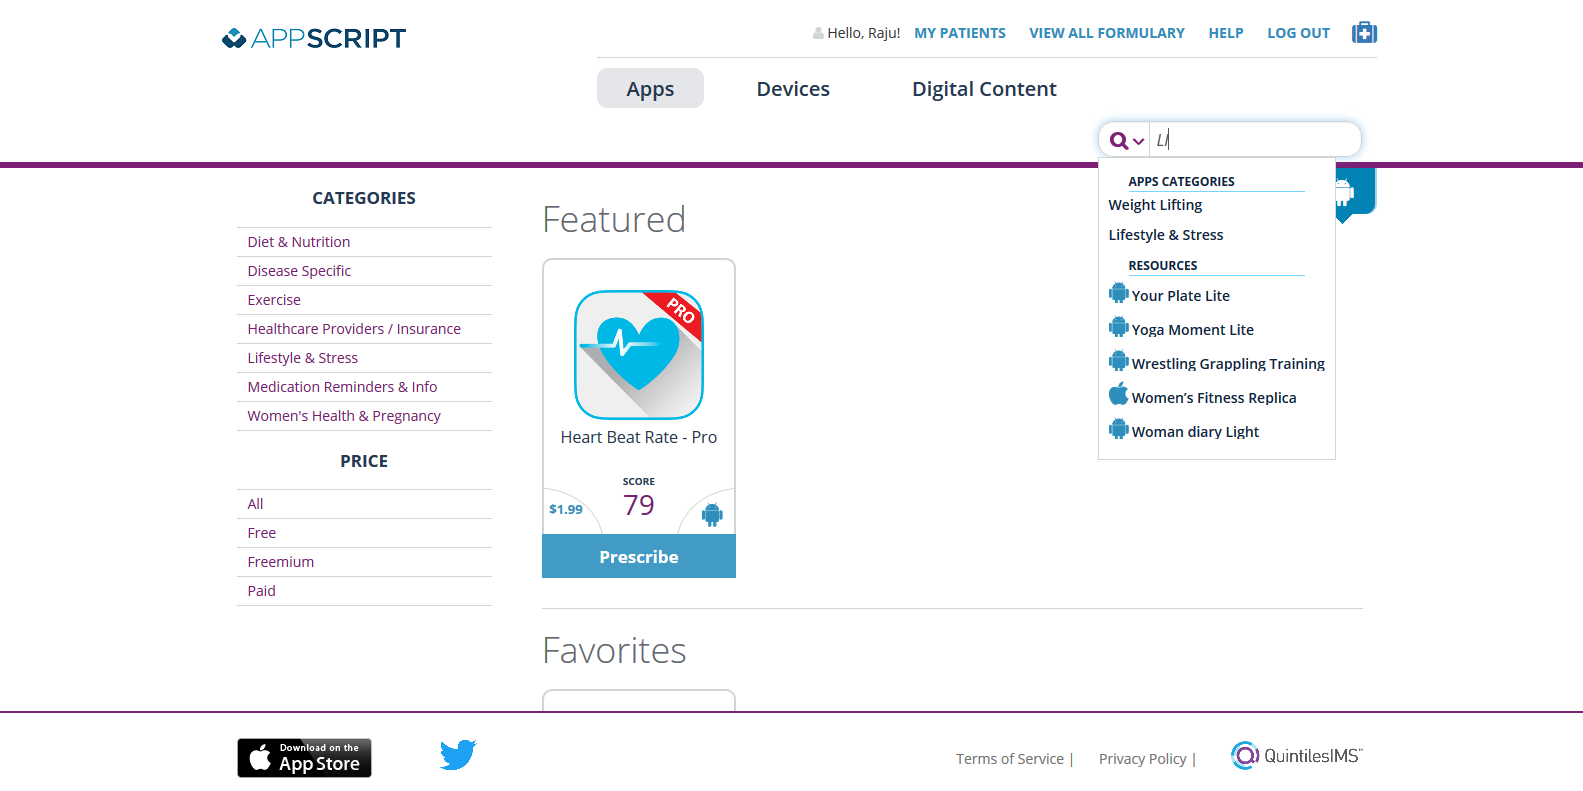 APPSCRIPT
Hello, Raju! MY PATIENTS VIEW ALL FORMULARY HELP LOG OUT
Apps Devices Digital Content
LI
CATEGORIES
Diet & Nutrition
Disease Specific
Exercise
Healthcare Providers / Insurance
Lifestyle & Stress
Medication Reminders & Info
Women's Health & Pregnancy
PRICE
All
Free
Freemium
Paid
Featured
PRO
Heart Beat Rate - Pro
SCORE
79
$1.99
Prescribe
Favorites
APPS CATEGORIES
Weight Lifting
Lifestyle & Stress
RESOURCES
Your Plate Lite
Yoga Moment Lite
Wrestling Grappling Training
Women’s Fitness Replica
Woman diary Light
Download on the
App Store
Terms of Service |
Privacy Policy |
QuintilesIMS™